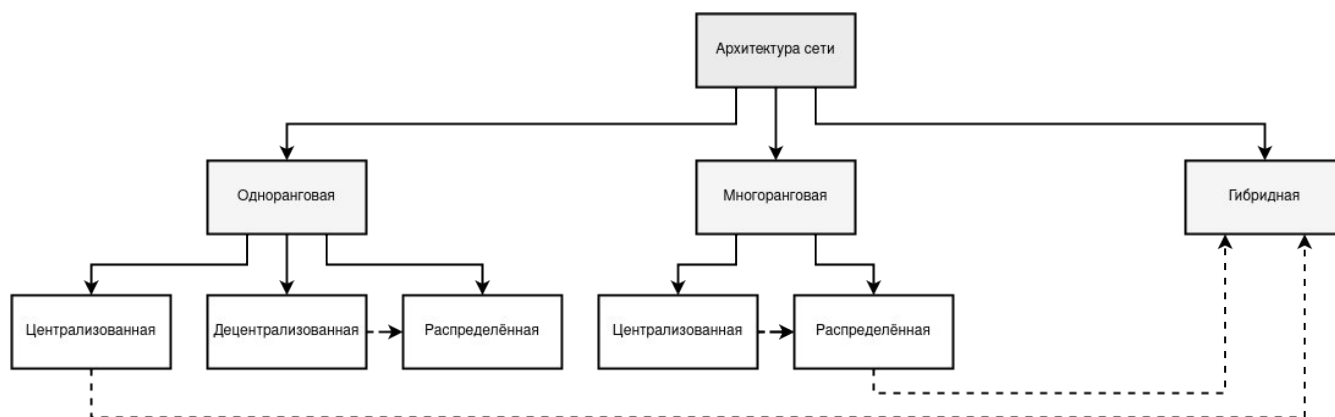 Архитектура сети
Одноранговая
Многоранговая
Гибридная
Централизованная
Децентрализованная
Распределённая
Централизованная
Распределённая